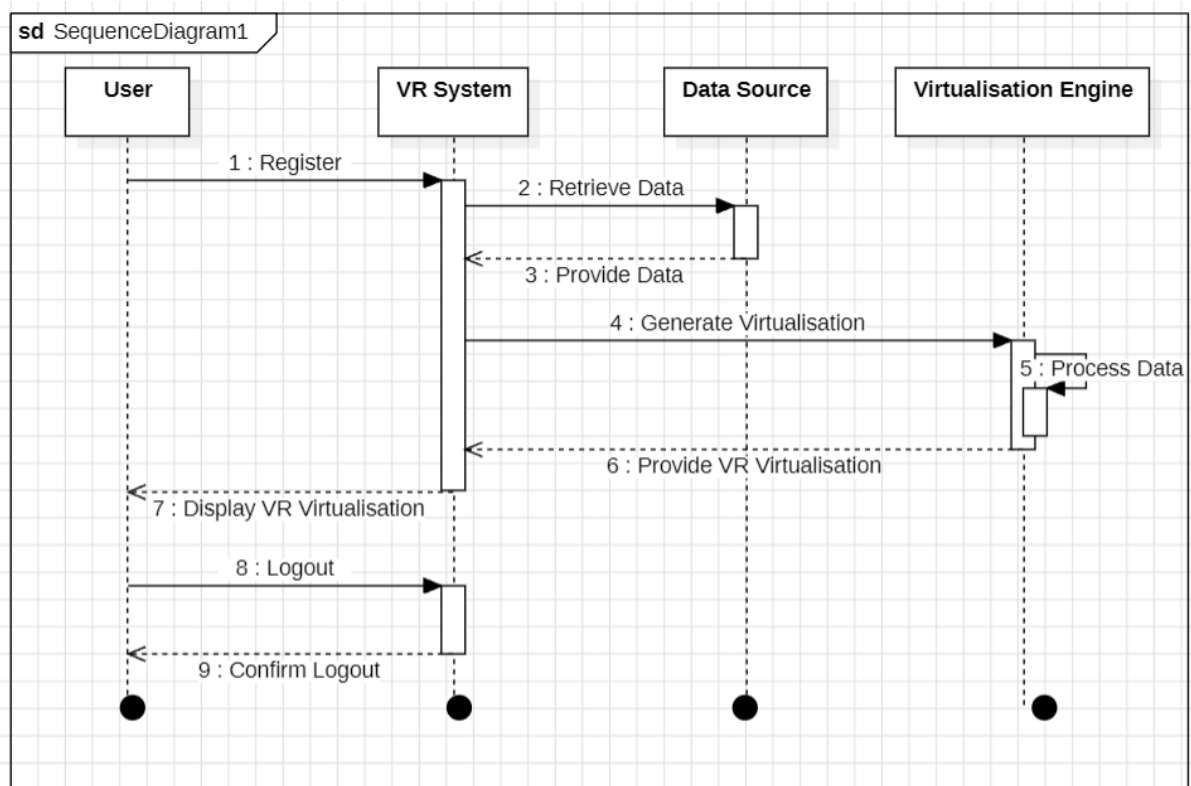 sd SequenceDiagram1
User
VR System
Data Source
Virtualisation Engine
1 : Register
2 : Retrieve Data
3 : Provide Data
4 : Generate Virtualisation
5 : Process Data
6 : Provide VR Virtualisation
7 : Display VR Virtualisation
8 : Logout
9 : Confirm Logout